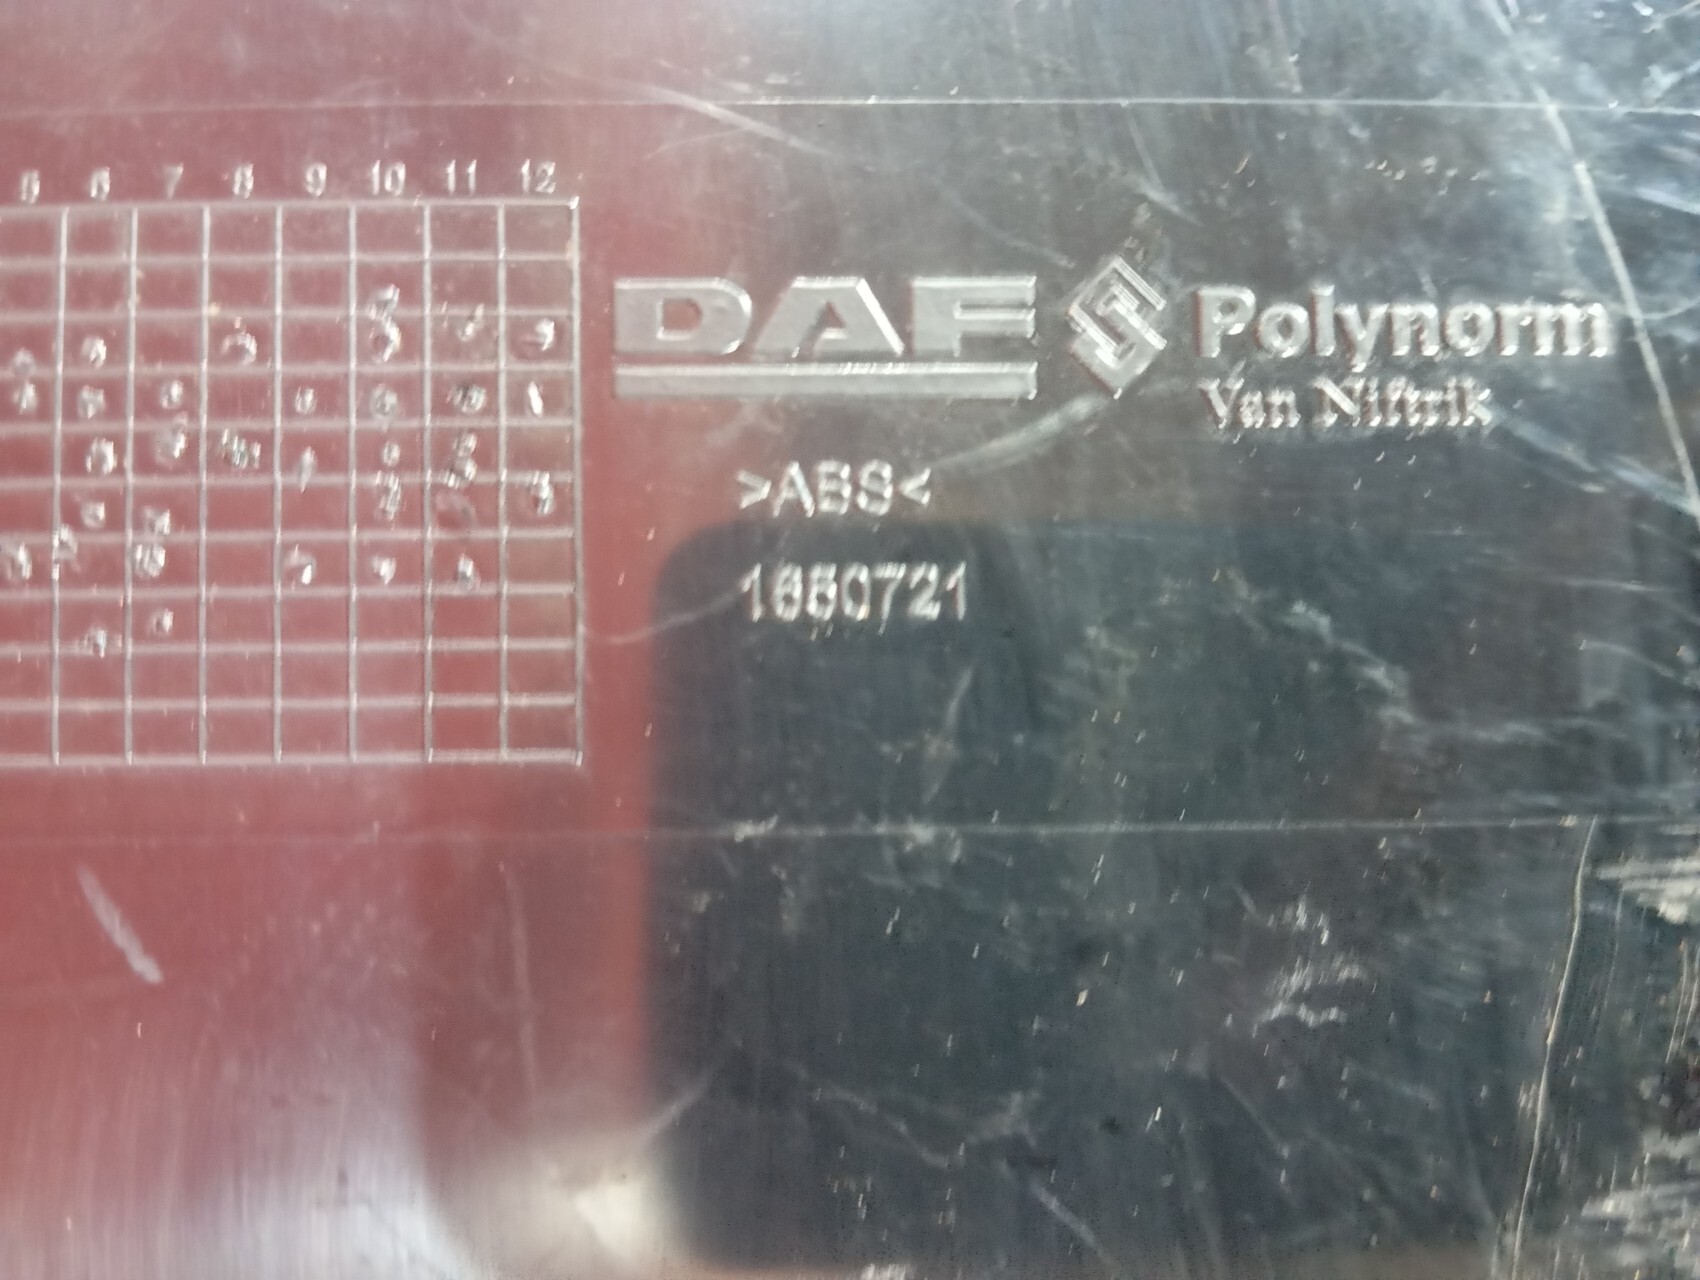 5 6 7 8 9 10 11 12
DAF Polynorm
Van Niftrik
>ABS<
1660721